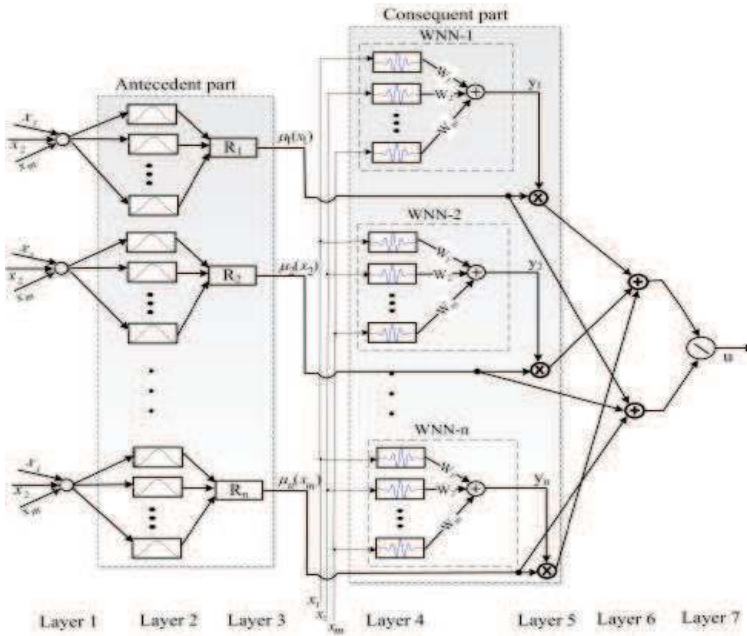 Consequent part
WNN-1
Antecedent part
x₁
x₂
xₘ
R₁
μ₁(x₁)
W₁
W₂
Wₙ
y₁
WNN-2
x₁
x₂
xₘ
R₂
μ₂(x₂)
W₁
W₂
Wₙ
y₂
u
WNN-n
x₁
x₂
xₘ
Rₙ
μₙ(xₘ)
W₁
W₂
Wₙ
yₙ
x₁
xₘ
Layer 1 Layer 2 Layer 3 Layer 4 Layer 5 Layer 6 Layer 7